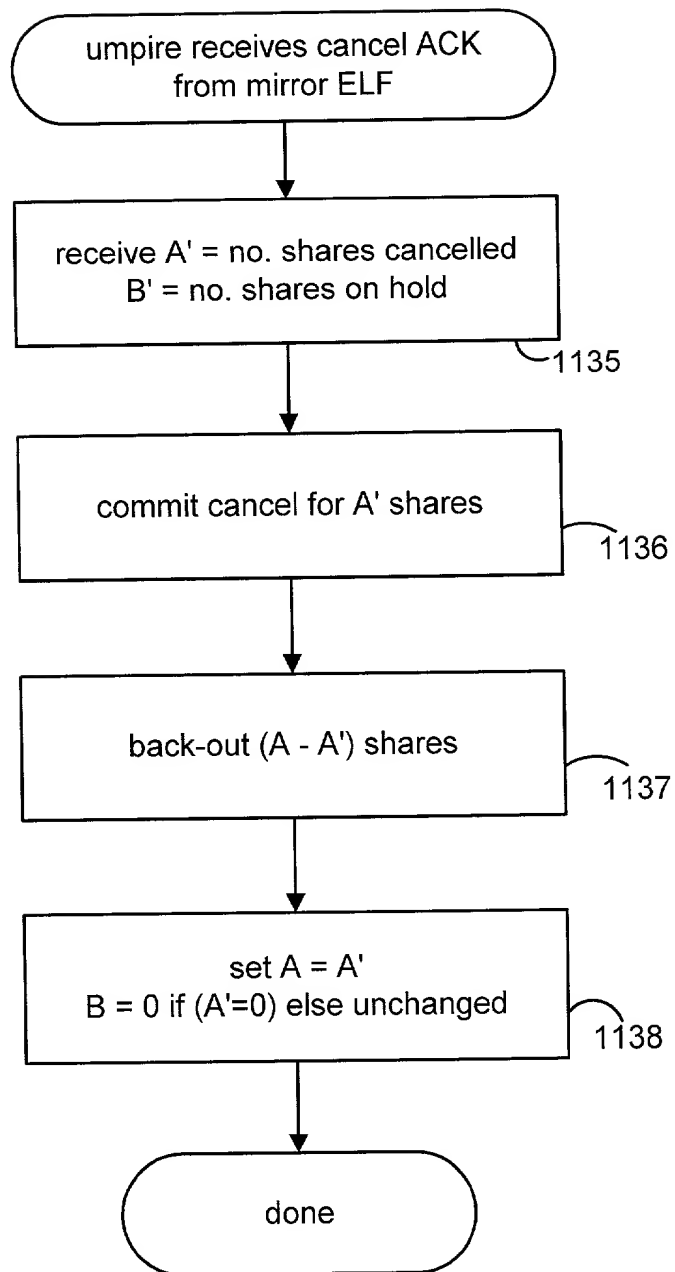 umpire receives cancel ACK
from mirror ELF
receive A' = no. shares cancelled
B' = no. shares on hold
1135
commit cancel for A' shares
1136
back-out (A - A') shares
1137
set A = A'
B = 0 if (A'=0) else unchanged
1138
done